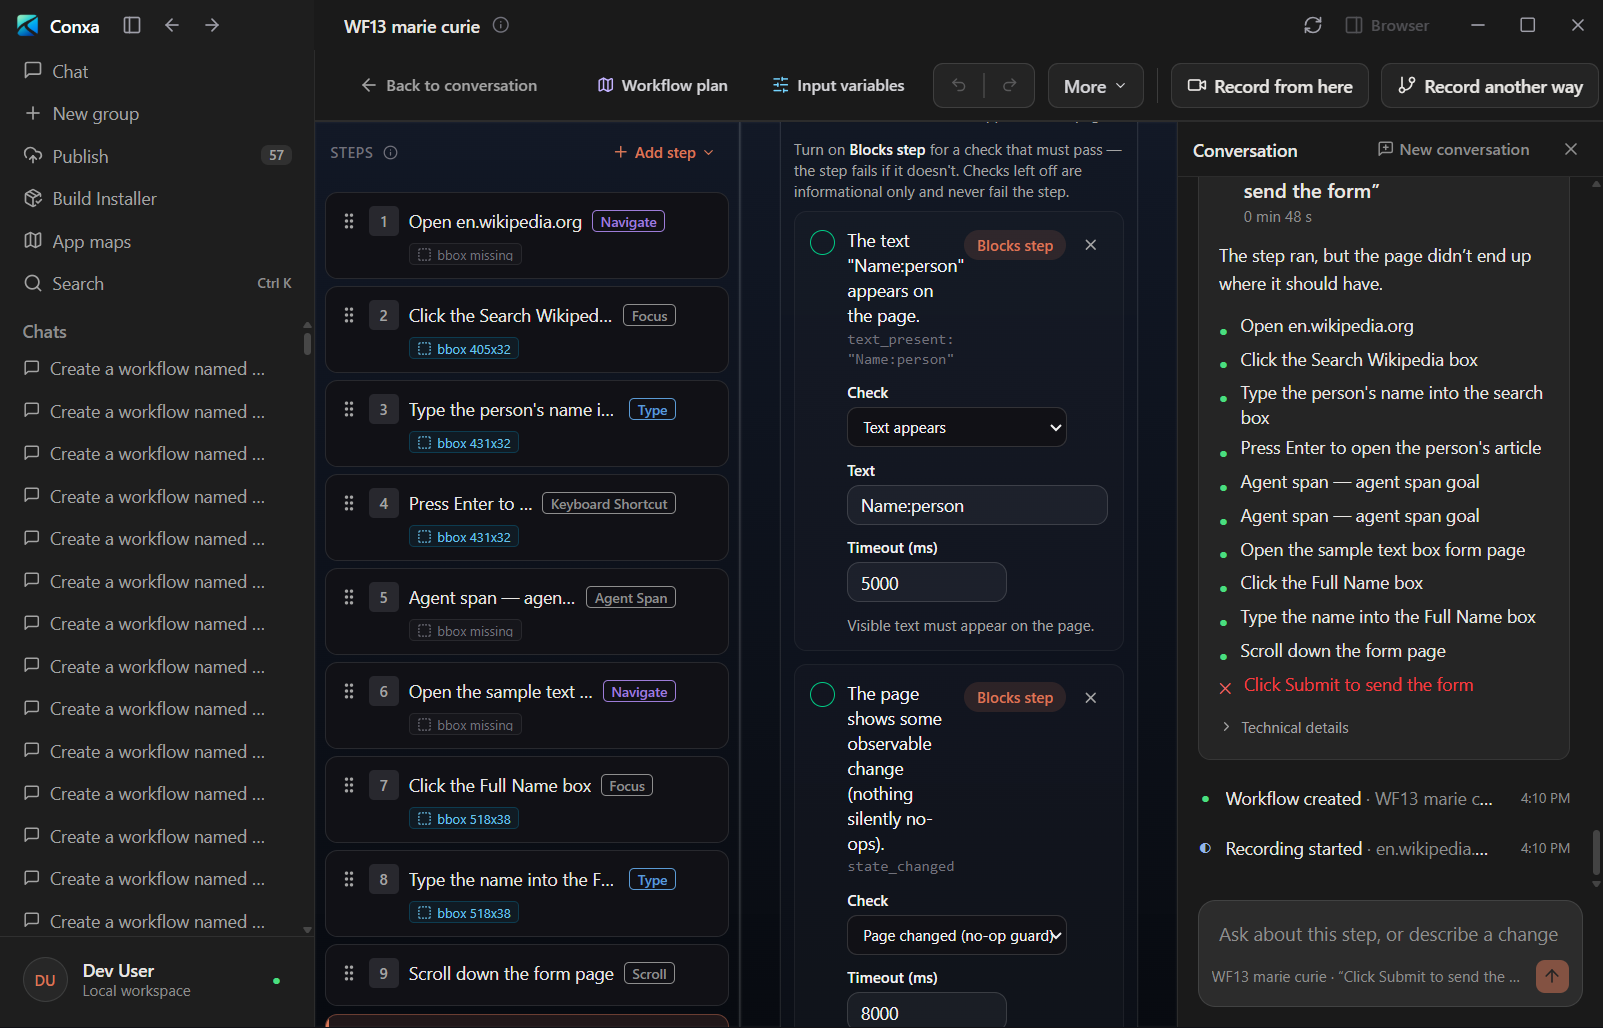 Conxa
WF13 marie curie
Browser
Chat
New group
Publish
57
Build Installer
App maps
Search
Ctrl K
Chats
Create a workflow named ...
Create a workflow named ...
Create a workflow named ...
Create a workflow named ...
Create a workflow named ...
Create a workflow named ...
Create a workflow named ...
Create a workflow named ...
Create a workflow named ...
Create a workflow named ...
Create a workflow named ...
Create a workflow named ...
Create a workflow named ...
Create a workflow named ...
DU
Dev User
Local workspace
Back to conversation
Workflow plan
Input variables
More
Record from here
Record another way
STEPS
Add step
1
Open en.wikipedia.org
Navigate
bbox missing
2
Click the Search Wikiped...
Focus
bbox 405x32
3
Type the person's name i...
Type
bbox 431x32
4
Press Enter to ...
Keyboard Shortcut
bbox 431x32
5
Agent span — agen...
Agent Span
bbox missing
6
Open the sample text ...
Navigate
bbox missing
7
Click the Full Name box
Focus
bbox 518x38
8
Type the name into the F...
Type
bbox 518x38
9
Scroll down the form page
Scroll
Turn on Blocks step for a check that must pass —
the step fails if it doesn't. Checks left off are
informational only and never fail the step.
The text
"Name:person"
appears on
the page.
Blocks step
text_present:
"Name:person"
Check
Text appears
Text
Name:person
Timeout (ms)
5000
Visible text must appear on the page.
The page
shows some
observable
change
(nothing
silently no-
ops).
Blocks step
state_changed
Check
Page changed (no-op guard)
Timeout (ms)
8000
Conversation
New conversation
send the form”
0 min 48 s
The step ran, but the page didn’t end up
where it should have.
Open en.wikipedia.org
Click the Search Wikipedia box
Type the person's name into the search
box
Press Enter to open the person's article
Agent span — agent span goal
Agent span — agent span goal
Open the sample text box form page
Click the Full Name box
Type the name into the Full Name box
Scroll down the form page
Click Submit to send the form
Technical details
Workflow created · WF13 marie c...
4:10 PM
Recording started · en.wikipedia....
4:10 PM
Ask about this step, or describe a change
WF13 marie curie · “Click Submit to send the ...